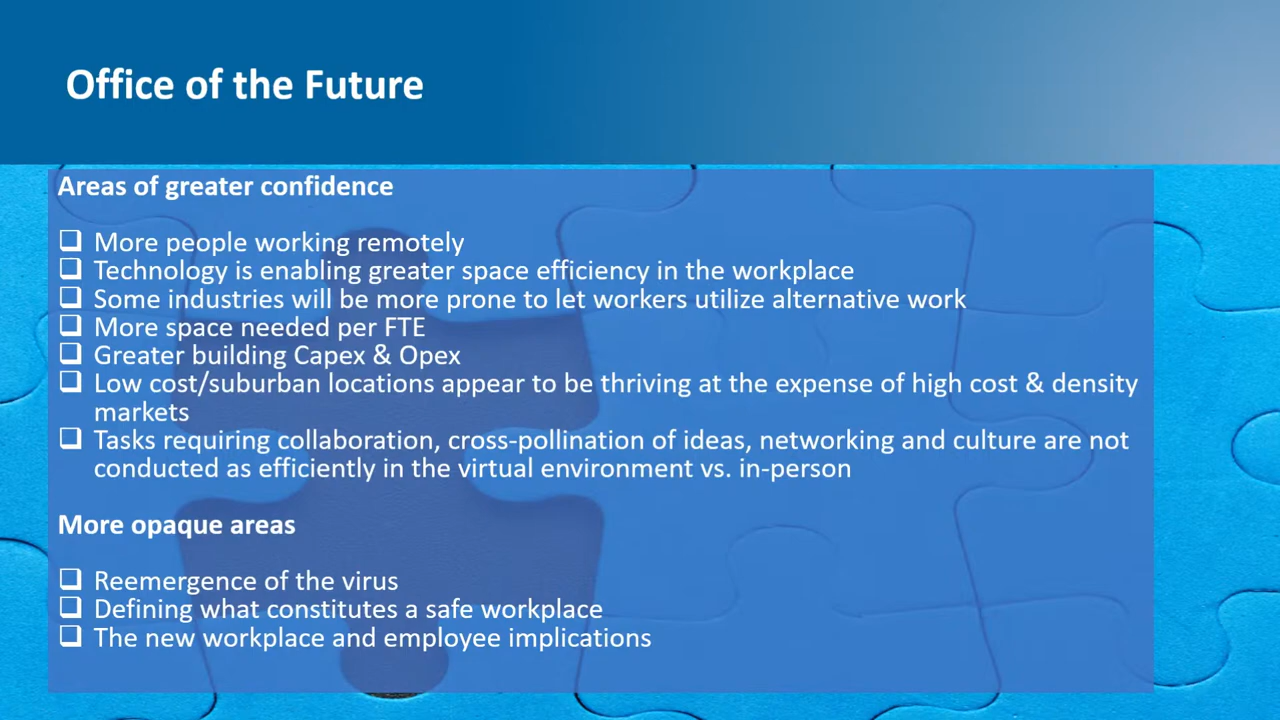 Office of the Future
Areas of greater confidence
❑ More people working remotely
❑ Technology is enabling greater space efficiency in the workplace
❑ Some industries will be more prone to let workers utilize alternative work
❑ More space needed per FTE
❑ Greater building Capex & Opex
❑ Low cost/suburban locations appear to be thriving at the expense of high cost & density
markets
❑ Tasks requiring collaboration, cross-pollination of ideas, networking and culture are not
conducted as efficiently in the virtual environment vs. in-person
More opaque areas
❑ Reemergence of the virus
❑ Defining what constitutes a safe workplace
❑ The new workplace and employee implications